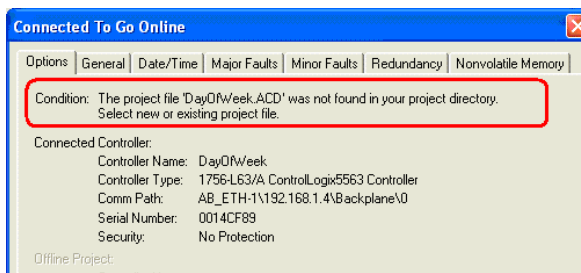 Connected To Go Online
Options General Date/Time Major Faults Minor Faults Redundancy Nonvolatile Memory
Condition: The project file 'DayOfWeek.ACD' was not found in your project directory.
Select new or existing project file.
Connected Controller:
Controller Name: DayOfWeek
Controller Type: 1756-L63/A ControlLogix5563 Controller
Comm Path: AB_ETH-1\192.168.1.4\Backplane\0
Serial Number: 0014CF89
Security: No Protection
Offline Project: